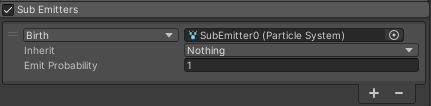 Sub Emitters
Birth SubEmitter0 (Particle System)
Inherit Nothing
Emit Probability 1